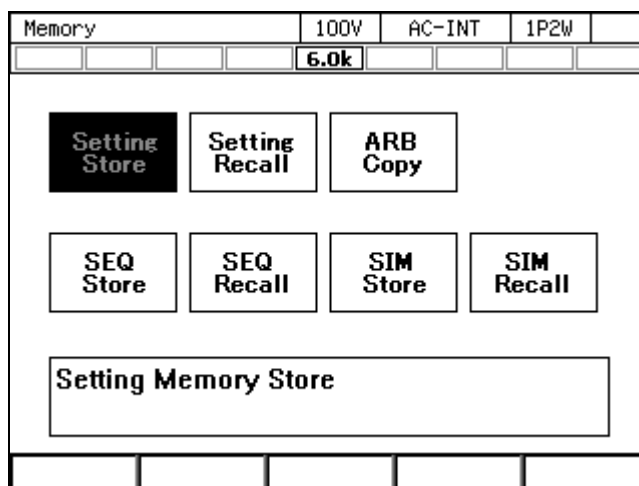 Memory 100V AC-INT 1P2W
6.0k
Setting Store Setting Recall ARB Copy
SEQ Store SEQ Recall SIM Store SIM Recall
Setting Memory Store